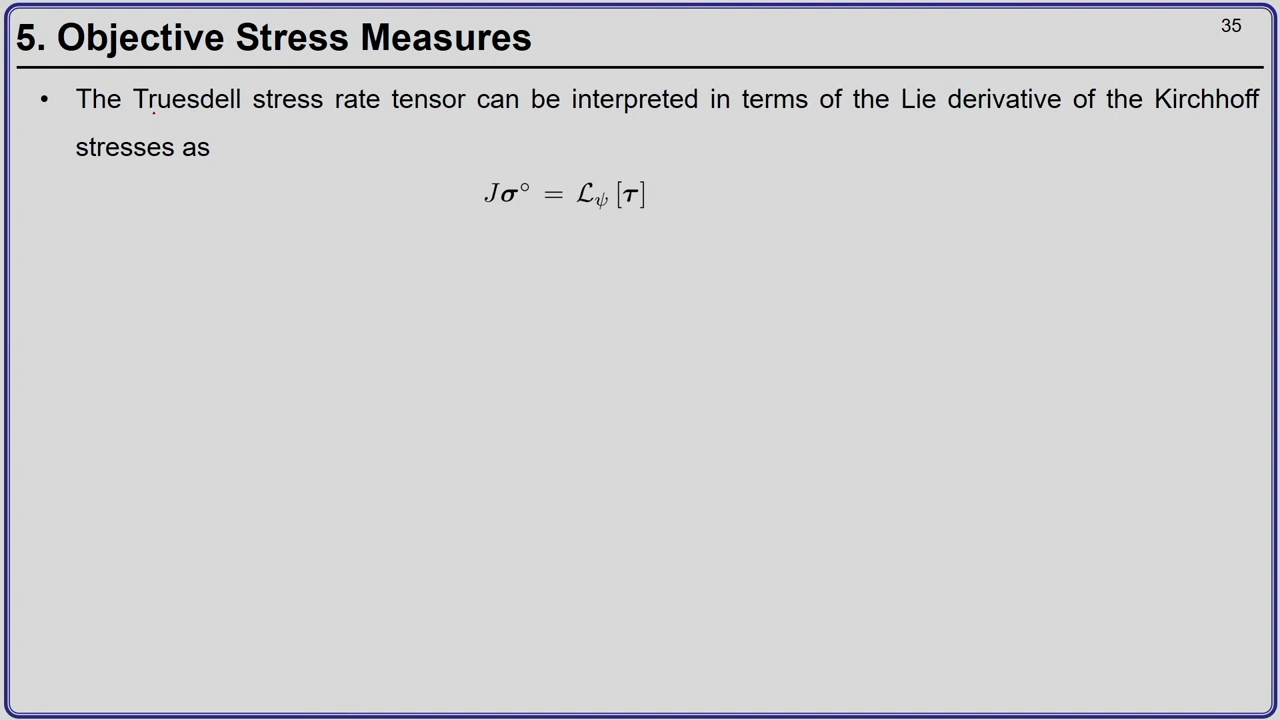 5. Objective Stress Measures
35
• The Truesdell stress rate tensor can be interpreted in terms of the Lie derivative of the Kirchhoff
stresses as
J𝝈° = ℒ_ψ [𝝉]